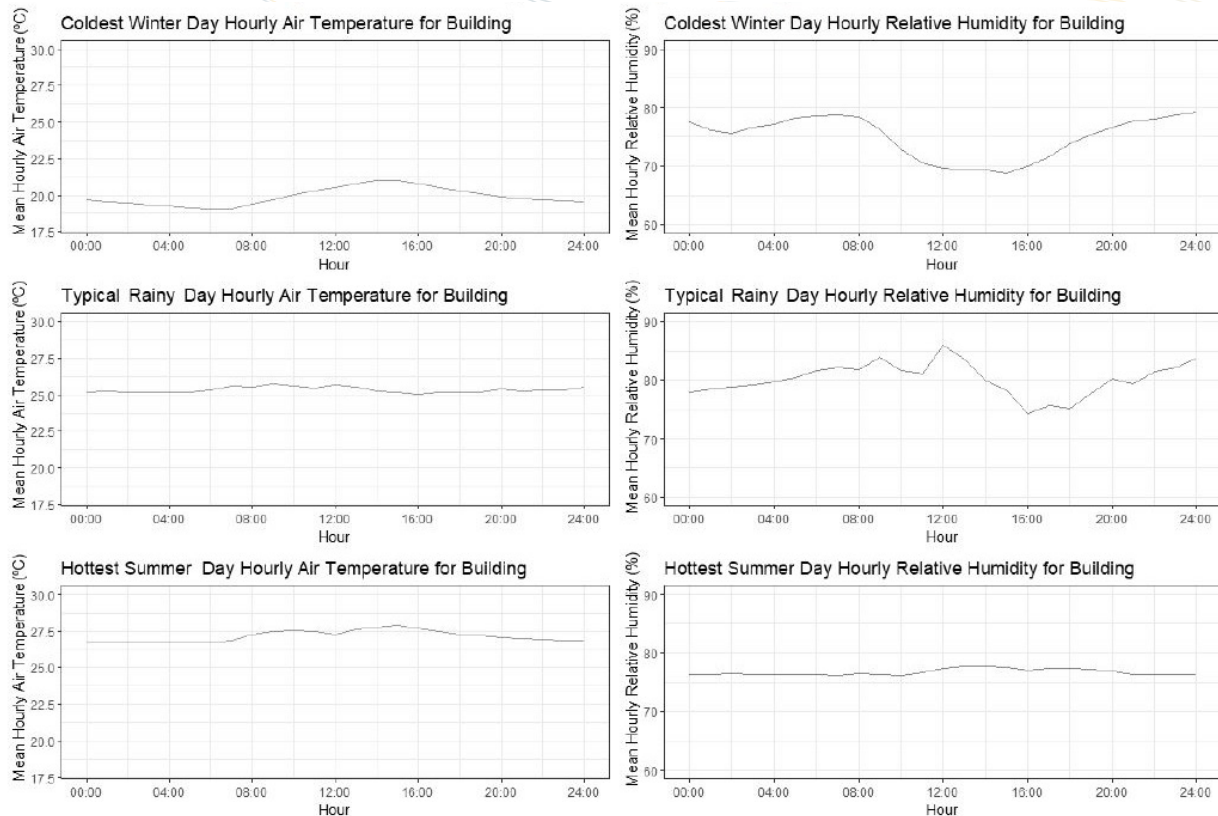 Coldest Winter Day Hourly Air Temperature for Building
Mean Hourly Air Temperature (ºC)
30.0
27.5
25.0
22.5
20.0
17.5
00:00 04:00 08:00 12:00 16:00 20:00 24:00
Hour
Coldest Winter Day Hourly Relative Humidity for Building
Mean Hourly Relative Humidity (%)
90
80
70
60
00:00 04:00 08:00 12:00 16:00 20:00 24:00
Hour
Typical Rainy Day Hourly Air Temperature for Building
Mean Hourly Air Temperature (ºC)
30.0
27.5
25.0
22.5
20.0
17.5
00:00 04:00 08:00 12:00 16:00 20:00 24:00
Hour
Typical Rainy Day Hourly Relative Humidity for Building
Mean Hourly Relative Humidity (%)
90
80
70
60
00:00 04:00 08:00 12:00 16:00 20:00 24:00
Hour
Hottest Summer Day Hourly Air Temperature for Building
Mean Hourly Air Temperature (ºC)
30.0
27.5
25.0
22.5
20.0
17.5
00:00 04:00 08:00 12:00 16:00 20:00 24:00
Hour
Hottest Summer Day Hourly Relative Humidity for Building
Mean Hourly Relative Humidity (%)
90
80
70
60
00:00 04:00 08:00 12:00 16:00 20:00 24:00
Hour